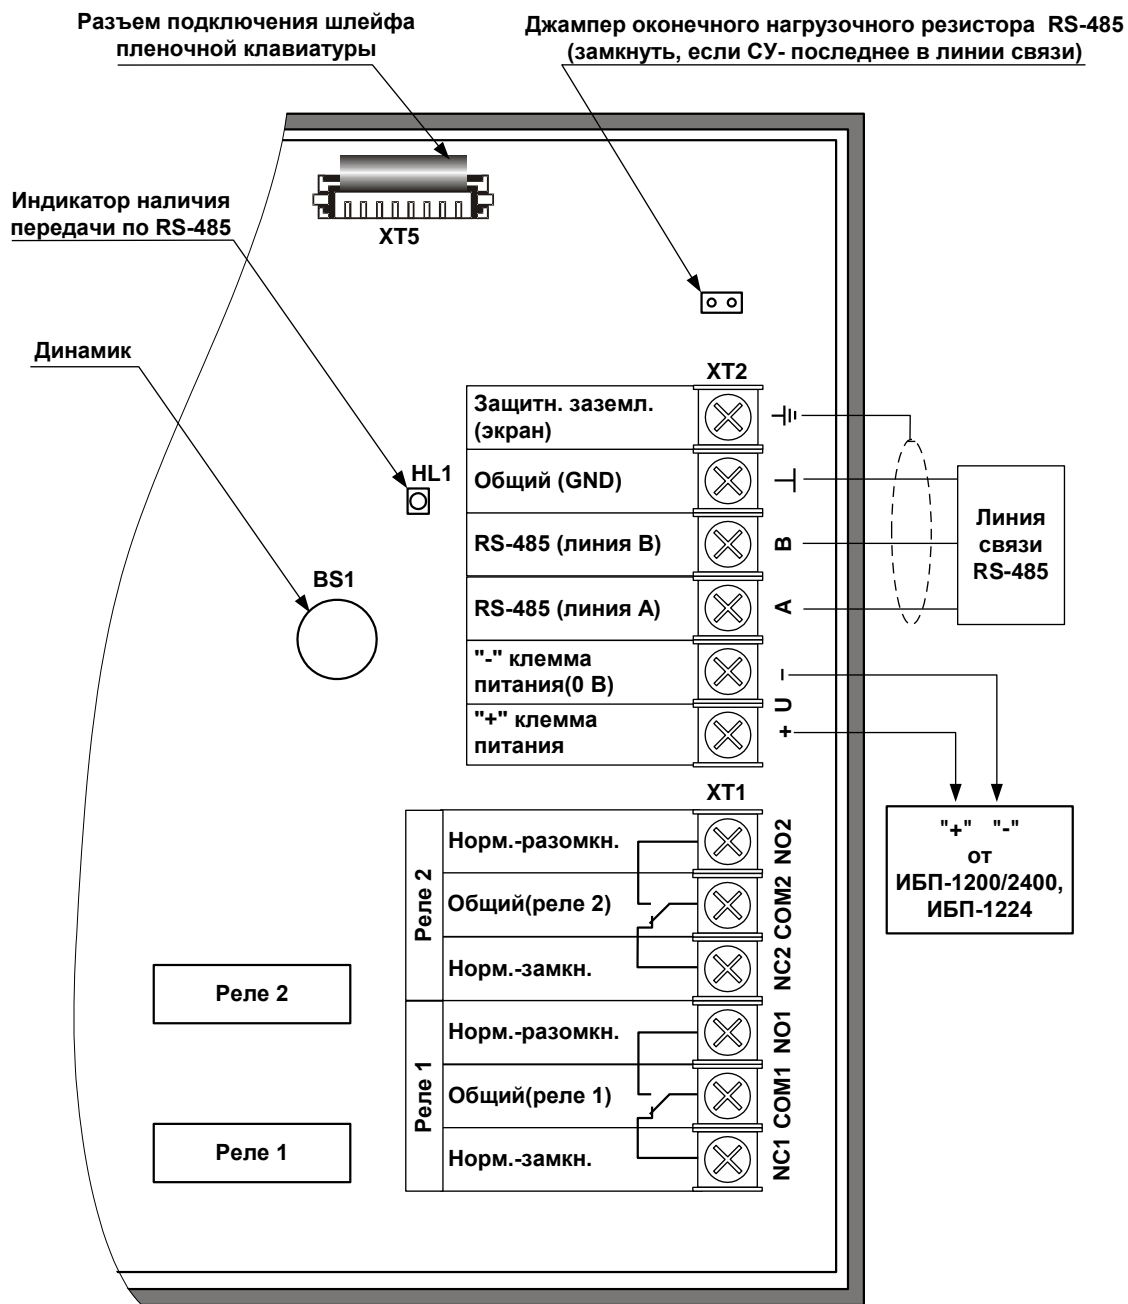 Разъем подключения шлейфа
пленочной клавиатуры
Джампер оконечного нагрузочного резистора RS-485
(замкнуть, если СУ- последнее в линии связи)
Индикатор наличия
передачи по RS-485
XT5
Динамик
XT2
HL1
BS1
Защитн. заземл.
(экран)
Общий (GND)
RS-485 (линия B)
B
RS-485 (линия A)
A
"-" клемма
питания(0 В)
–
U
"+" клемма
питания
+
Линия
связи
RS-485
XT1
"+" "-"
от
ИБП-1200/2400,
ИБП-1224
Реле 2
Норм.-разомкн.
NO2
Общий(реле 2)
COM2
Норм.-замкн.
NC2
Реле 2
Реле 1
Норм.-разомкн.
NO1
Общий(реле 1)
COM1
Норм.-замкн.
NC1
Реле 1